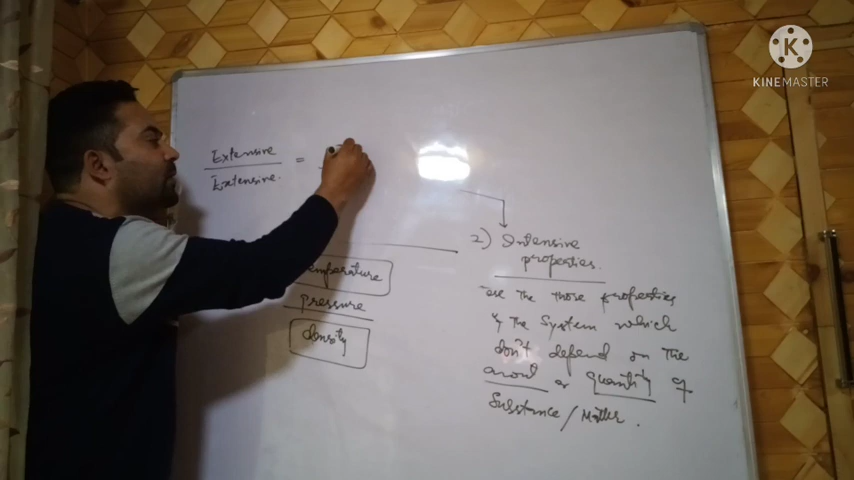 KINEMASTER
Extensive
=
Extensive.
2) Intensive
properties.
temperature
pressure
density
are the those properties
of the System which
don't depend on the
or quantity of
Substance / Matter.